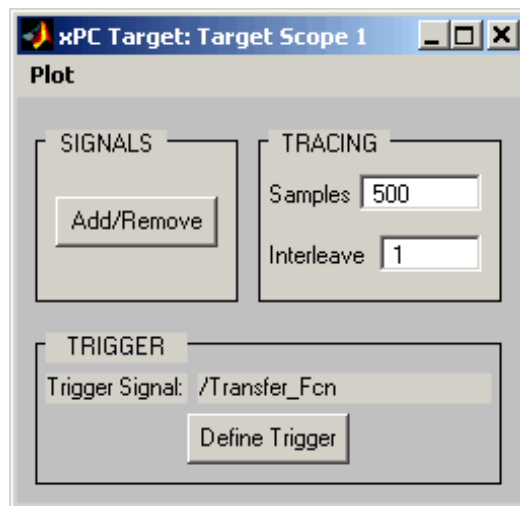 xPC Target: Target Scope 1
Plot
SIGNALS
Add/Remove
TRACING
Samples 500
Interleave 1
TRIGGER
Trigger Signal: /Transfer_Fcn
Define Trigger